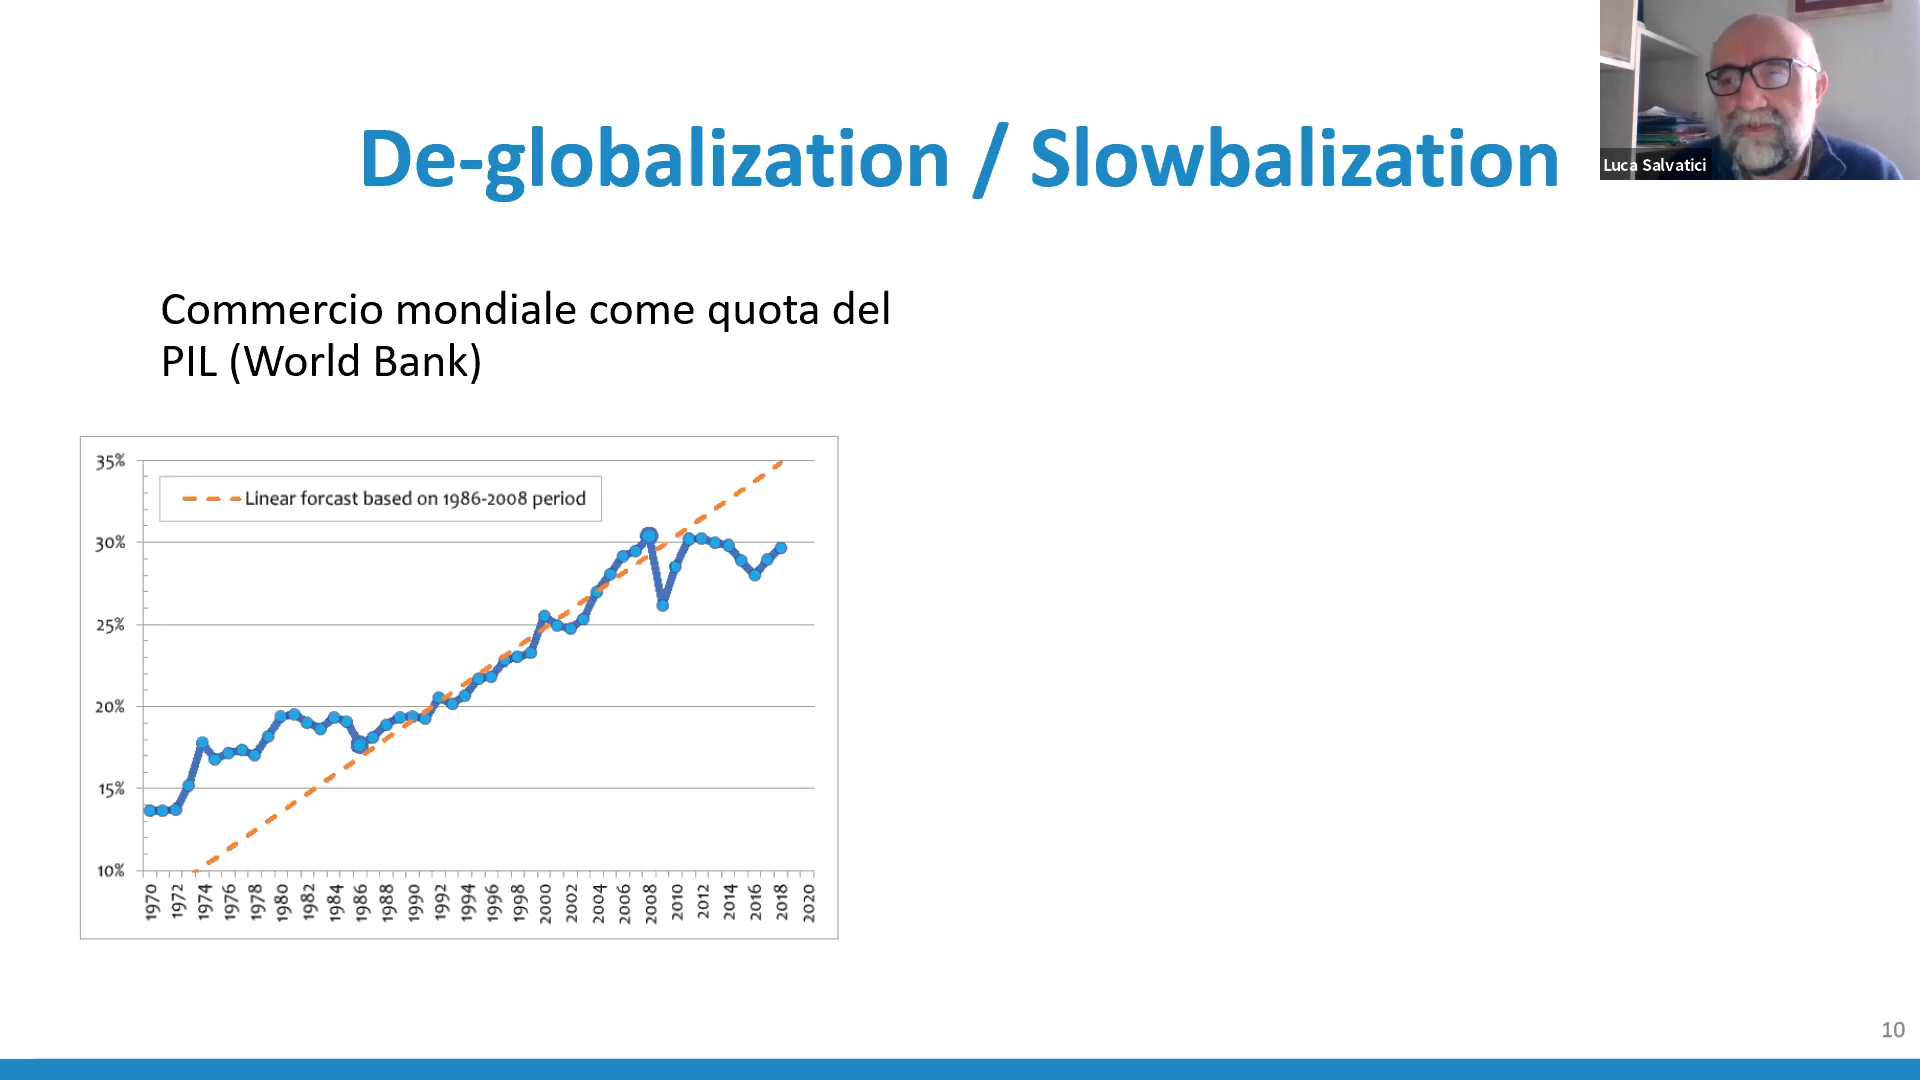 De-globalization / Slowbalization
Luca Salvatici
Commercio mondiale come quota del
PIL (World Bank)
35%
Linear forcast based on 1986-2008 period
30%
25%
20%
15%
10%
1970 1972 1974 1976 1978 1980 1982 1984 1986 1988 1990 1992 1994 1996 1998 2000 2002 2004 2006 2008 2010 2012 2014 2016 2018 2020
10